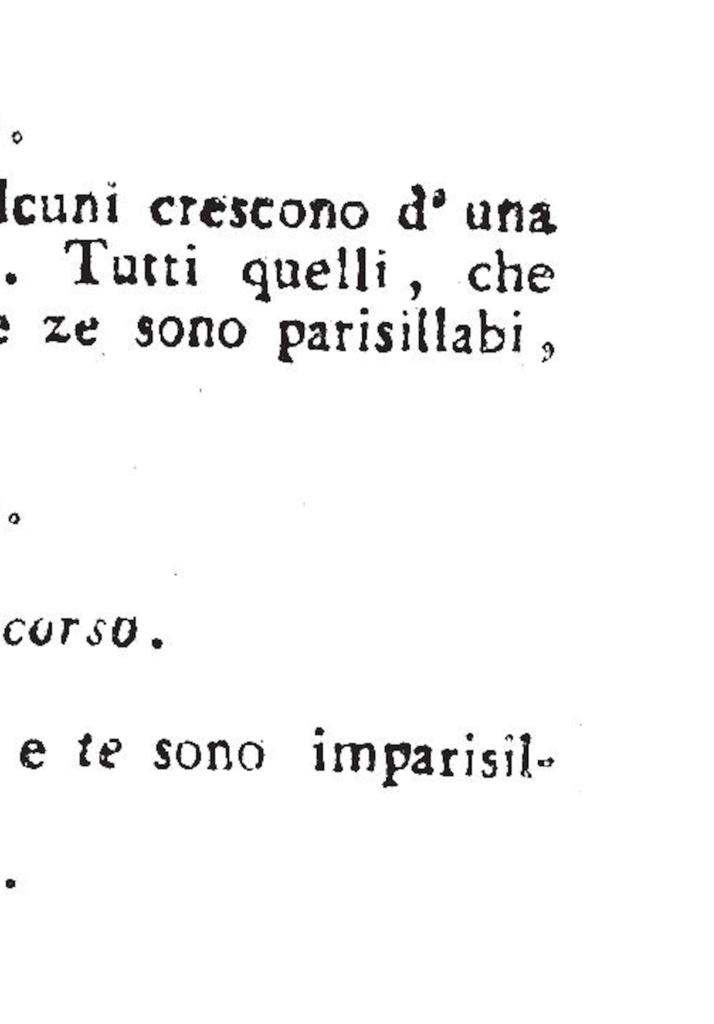 .
lcuni crescono d' una
. Tutti quelli, che
e ze sono parisillabi,
.
corso.
e te sono imparisil-
.